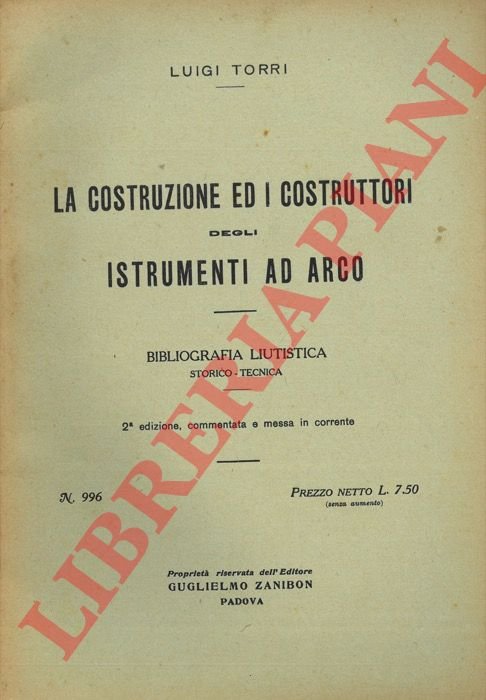 LUIGI TORRI
LA COSTRUZIONE ED I COSTRUTTORI
DEGLI
ISTRUMENTI AD ARCO
BIBLIOGRAFIA LIUTISTICA
STORICO - TECNICA
2ª edizione, commentata e messa in corrente
N. 996
PREZZO NETTO L. 7.50
(senza aumento)
Proprietà riservata dell'Editore
GUGLIELMO ZANIBON
PADOVA
LIBRERIA PIANI